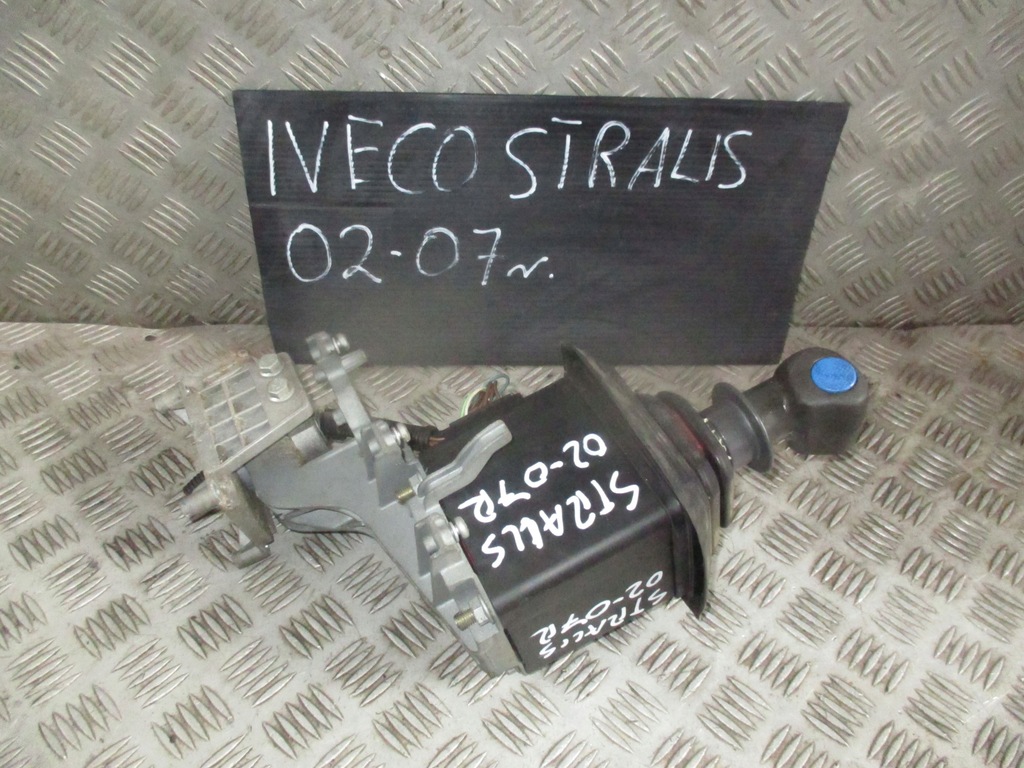 IVECO STRALIS
02-07r.
STRALIS
02-07R
STRALIS
02-07R